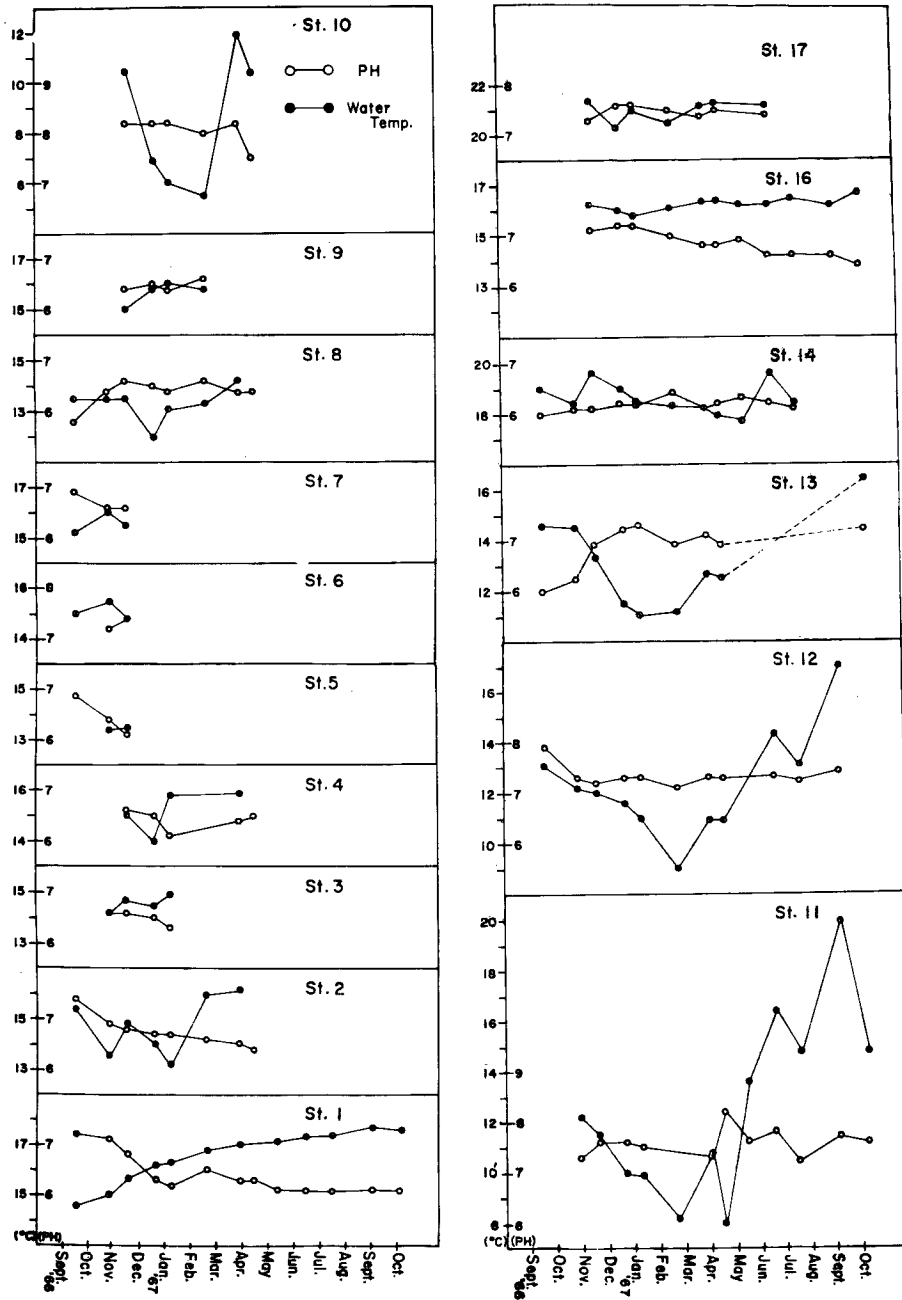 St. 10
PH
Water
Temp.
12
10 9
8 8
6 7
St. 9
17 7
15 6
St. 8
15 7
13 6
St. 7
17 7
15 6
St. 6
16 8
14 7
St. 5
15 7
13 6
St. 4
16 7
14 6
St. 3
15 7
13 6
St. 2
15 7
13 6
St. 1
17 7
15 6
(°C) (PH)
Sept. '66
Oct.
Nov.
Dec.
Jan. '67
Feb.
Mar.
Apr.
May
Jun.
Jul.
Aug.
Sept.
Oct.
St. 17
22 8
20 7
St. 16
17
15 7
13 6
St. 14
20 7
18 6
St. 13
16
14 7
12 6
St. 12
16
14 8
12 7
10 6
St. 11
20
18
16
14 9
12 8
10 7
6 6
(°C) (PH)
Sept. '66
Oct.
Nov.
Dec.
Jan. '67
Feb.
Mar.
Apr.
May
Jun.
Jul.
Aug.
Sept.
Oct.